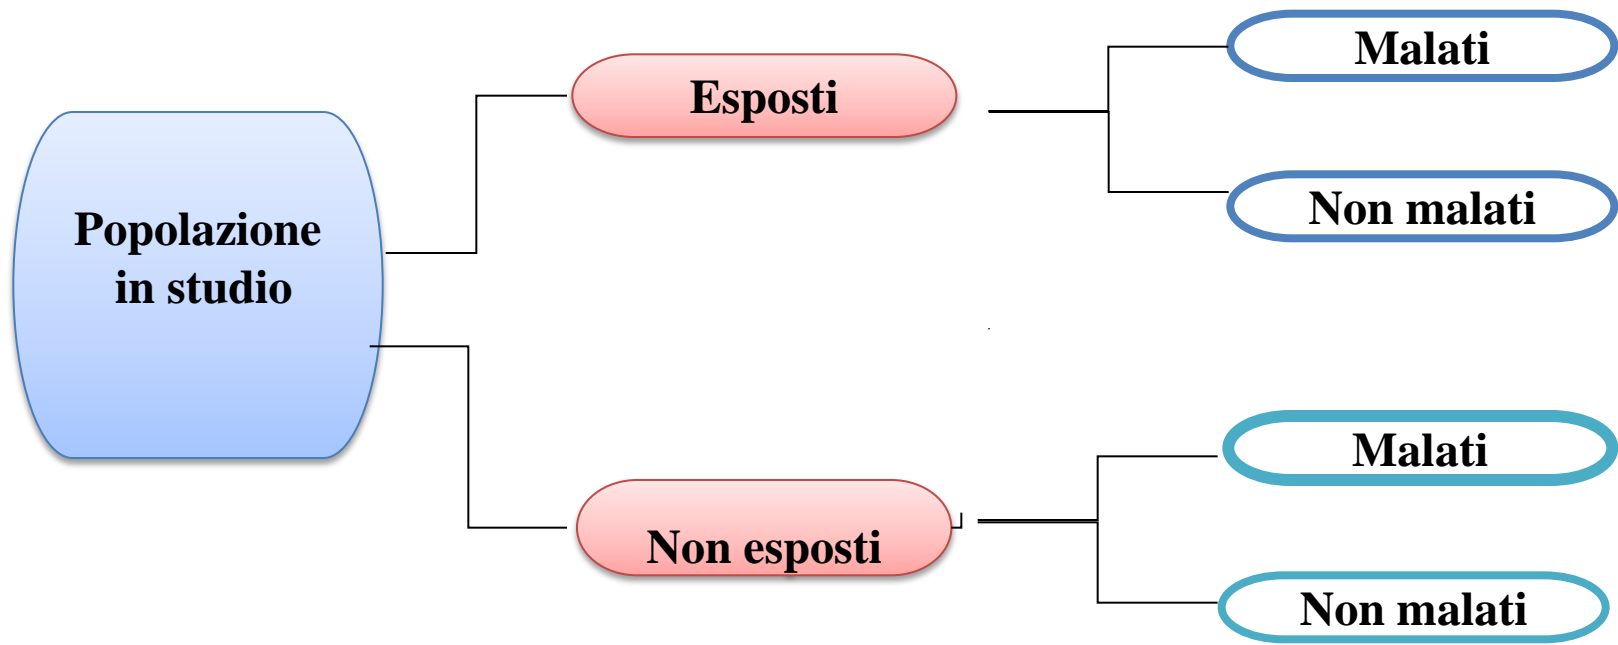 Popolazione
in studio
Esposti
Malati
Non malati
Non esposti
Malati
Non malati